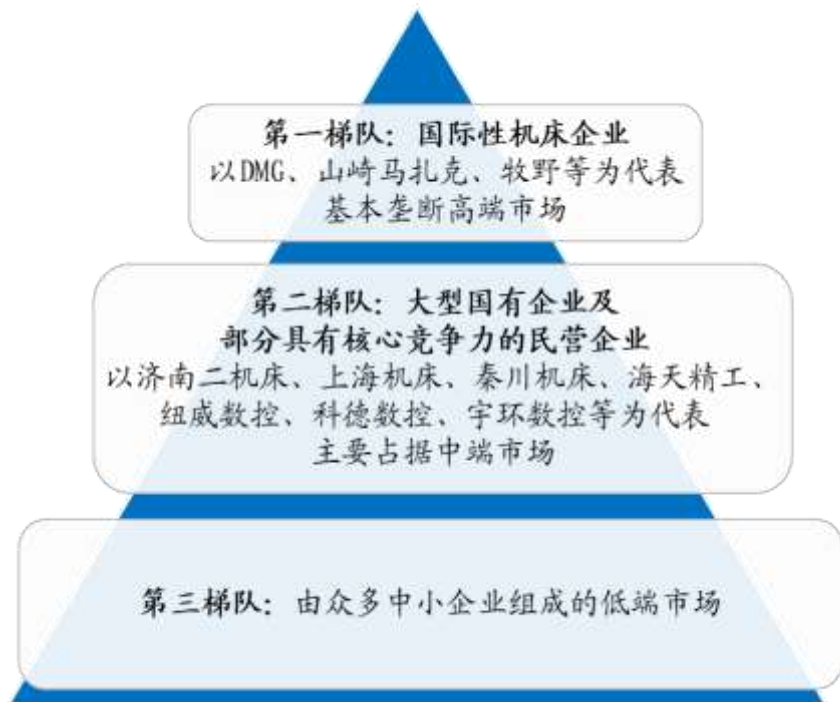 第一梯队：国际性机床企业
以DMG、山崎马扎克、牧野等为代表
基本垄断高端市场
第二梯队：大型国有企业及
部分具有核心竞争力的民营企业
以济南二机床、上海机床、秦川机床、海天精工、
纽威数控、科德数控、宇环数控等为代表
主要占据中端市场
第三梯队：由众多中小企业组成的低端市场